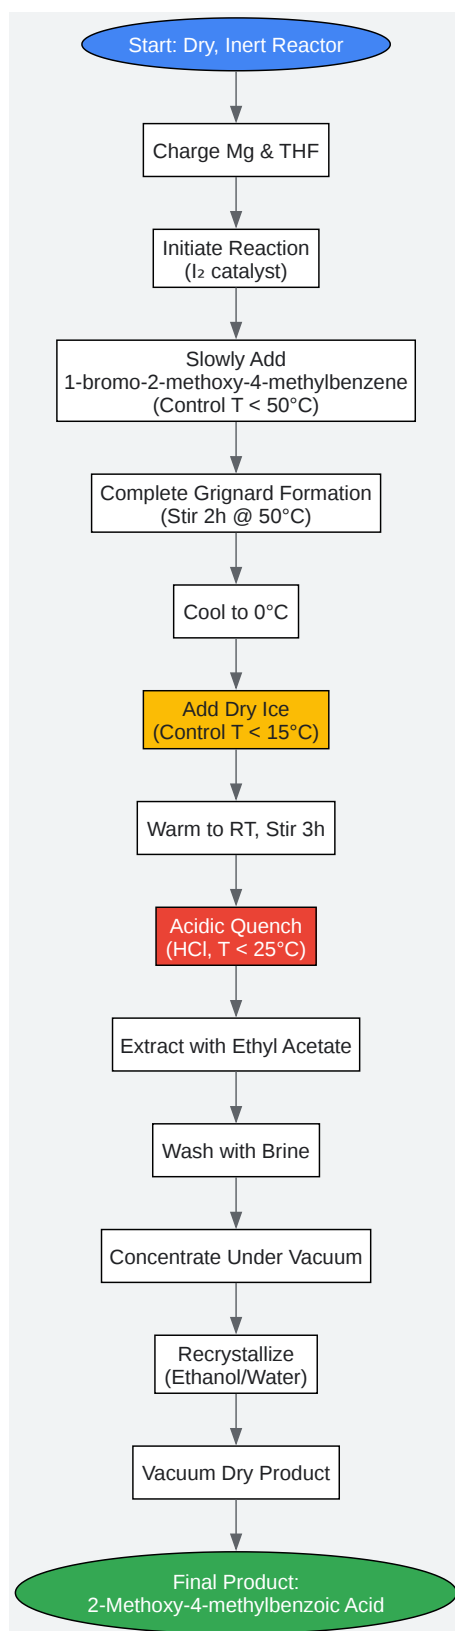 Start: Dry, Inert Reactor
Charge Mg & THF
Initiate Reaction
(I₂ catalyst)
Slowly Add
1-bromo-2-methoxy-4-methylbenzene
(Control T < 50°C)
Complete Grignard Formation
(Stir 2h @ 50°C)
Cool to 0°C
Add Dry Ice
(Control T < 15°C)
Warm to RT, Stir 3h
Acidic Quench
(HCl, T < 25°C)
Extract with Ethyl Acetate
Wash with Brine
Concentrate Under Vacuum
Recrystallize
(Ethanol/Water)
Vacuum Dry Product
Final Product:
2-Methoxy-4-methylbenzoic Acid